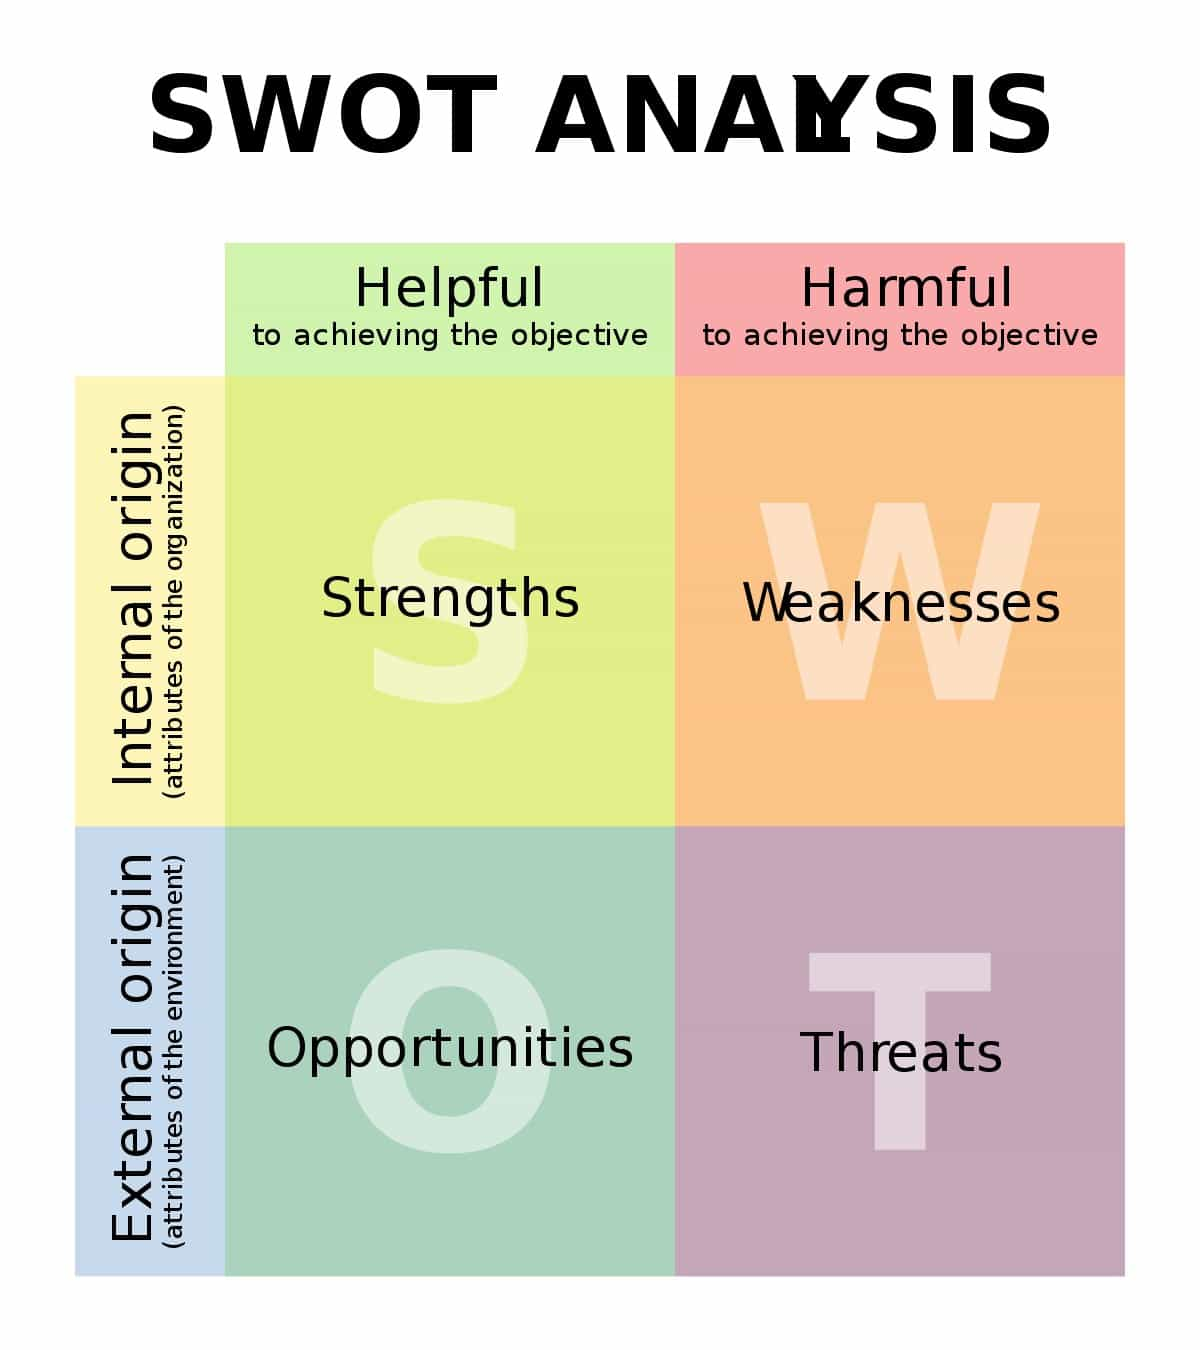 SWOT ANALYSIS
Helpful
to achieving the objective
Harmful
to achieving the objective
Internal origin
(attributes of the organization)
S
Strengths
W
Weaknesses
External origin
(attributes of the environment)
O
Opportunities
T
Threats